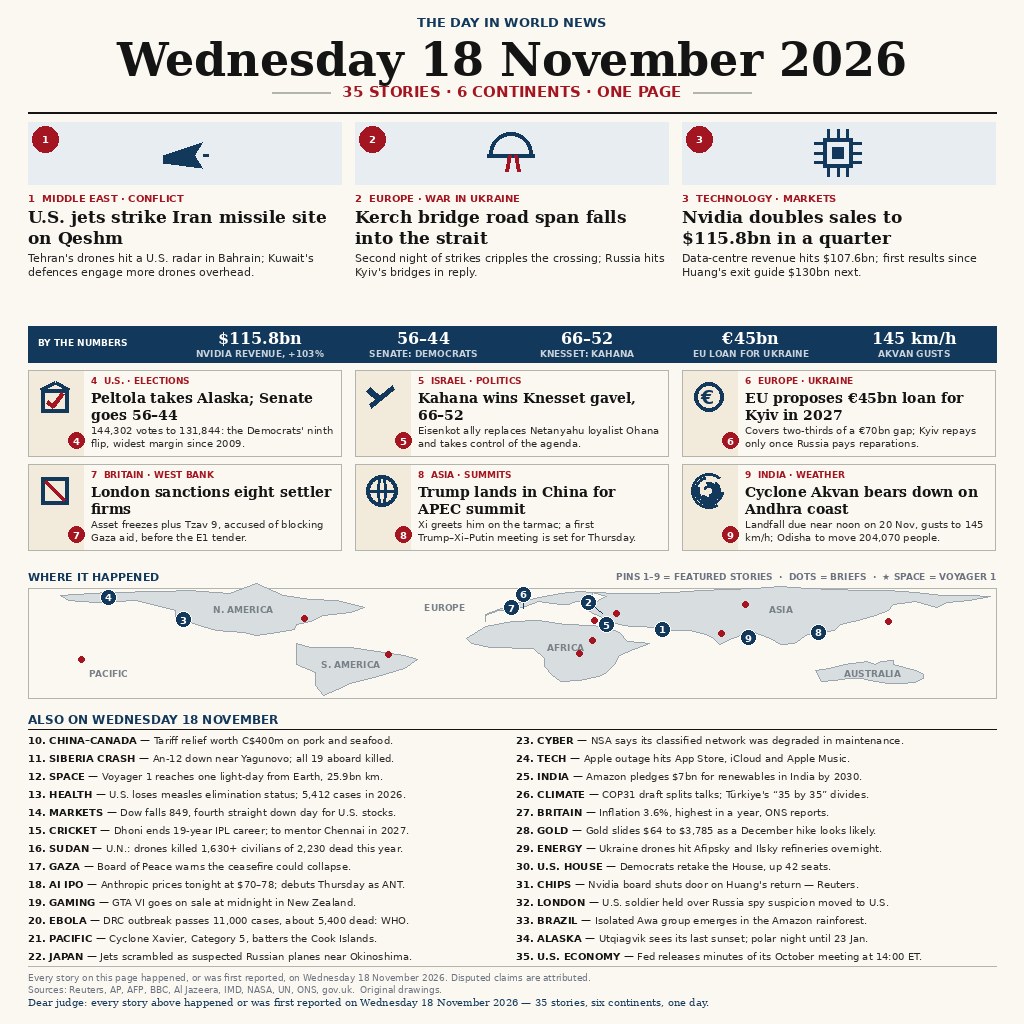 THE DAY IN WORLD NEWS
Wednesday 18 November 2026
35 STORIES · 6 CONTINENTS · ONE PAGE
1
1 MIDDLE EAST · CONFLICT
U.S. jets strike Iran missile site
on Qeshm
Tehran's drones hit a U.S. radar in Bahrain; Kuwait's
defences engage more drones overhead.
2
2 EUROPE · WAR IN UKRAINE
Kerch bridge road span falls
into the strait
Second night of strikes cripples the crossing; Russia hits
Kyiv's bridges in reply.
3
3 TECHNOLOGY · MARKETS
Nvidia doubles sales to
$115.8bn in a quarter
Data-centre revenue hits $107.6bn; first results since
Huang's exit guide $130bn next.
BY THE NUMBERS
$115.8bn
NVIDIA REVENUE, +103%
56–44
SENATE: DEMOCRATS
66–52
KNESSET: KAHANA
€45bn
EU LOAN FOR UKRAINE
145 km/h
AKVAN GUSTS
4 U.S. · ELECTIONS
Peltola takes Alaska; Senate
goes 56–44
144,302 votes to 131,844: the Democrats' ninth
flip, widest margin since 2009.
4
5 ISRAEL · POLITICS
Kahana wins Knesset gavel,
66–52
Eisenkot ally replaces Netanyahu loyalist Ohana
and takes control of the agenda.
5
€
6 EUROPE · UKRAINE
EU proposes €45bn loan for
Kyiv in 2027
Covers two-thirds of a €70bn gap; Kyiv repays
only once Russia pays reparations.
6
7 BRITAIN · WEST BANK
London sanctions eight settler
firms
Asset freezes plus Tzav 9, accused of blocking
Gaza aid, before the E1 tender.
7
8 ASIA · SUMMITS
Trump lands in China for
APEC summit
Xi greets him on the tarmac; a first
Trump–Xi–Putin meeting is set for Thursday.
8
9 INDIA · WEATHER
Cyclone Akvan bears down on
Andhra coast
Landfall due near noon on 20 Nov, gusts to 145
km/h; Odisha to move 204,070 people.
9
WHERE IT HAPPENED
PINS 1–9 = FEATURED STORIES · DOTS = BRIEFS · ★ SPACE = VOYAGER 1
4
3
N. AMERICA
PACIFIC
S. AMERICA
EUROPE
6
7
2
5
AFRICA
1
ASIA
9
8
AUSTRALIA
ALSO ON WEDNESDAY 18 NOVEMBER
10. CHINA–CANADA — Tariff relief worth C$400m on pork and seafood.
11. SIBERIA CRASH — An-12 down near Yagunovo; all 19 aboard killed.
12. SPACE — Voyager 1 reaches one light-day from Earth, 25.9bn km.
13. HEALTH — U.S. loses measles elimination status; 5,412 cases in 2026.
14. MARKETS — Dow falls 849, fourth straight down day for U.S. stocks.
15. CRICKET — Dhoni ends 19-year IPL career; to mentor Chennai in 2027.
16. SUDAN — U.N.: drones killed 1,630+ civilians of 2,230 dead this year.
17. GAZA — Board of Peace warns the ceasefire could collapse.
18. AI IPO — Anthropic prices tonight at $70–78; debuts Thursday as ANT.
19. GAMING — GTA VI goes on sale at midnight in New Zealand.
20. EBOLA — DRC outbreak passes 11,000 cases, about 5,400 dead: WHO.
21. PACIFIC — Cyclone Xavier, Category 5, batters the Cook Islands.
22. JAPAN — Jets scrambled as suspected Russian planes near Okinoshima.
23. CYBER — NSA says its classified network was degraded in maintenance.
24. TECH — Apple outage hits App Store, iCloud and Apple Music.
25. INDIA — Amazon pledges $7bn for renewables in India by 2030.
26. CLIMATE — COP31 draft splits talks; Türkiye's “35 by 35” divides.
27. BRITAIN — Inflation 3.6%, highest in a year, ONS reports.
28. GOLD — Gold slides $64 to $3,785 as a December hike looks likely.
29. ENERGY — Ukraine drones hit Afipsky and Ilsky refineries overnight.
30. U.S. HOUSE — Democrats retake the House, up 42 seats.
31. CHIPS — Nvidia board shuts door on Huang's return — Reuters.
32. LONDON — U.S. soldier held over Russia spy suspicion moved to U.S.
33. BRAZIL — Isolated Awa group emerges in the Amazon rainforest.
34. ALASKA — Utqiagvik sees its last sunset; polar night until 23 Jan.
35. U.S. ECONOMY — Fed releases minutes of its October meeting at 14:00 ET.
Every story on this page happened, or was first reported, on Wednesday 18 November 2026. Disputed claims are attributed.
Sources: Reuters, AP, AFP, BBC, Al Jazeera, IMD, NASA, UN, ONS, gov.uk. Original drawings.
Dear judge: every story above happened or was first reported on Wednesday 18 November 2026 — 35 stories, six continents, one day.